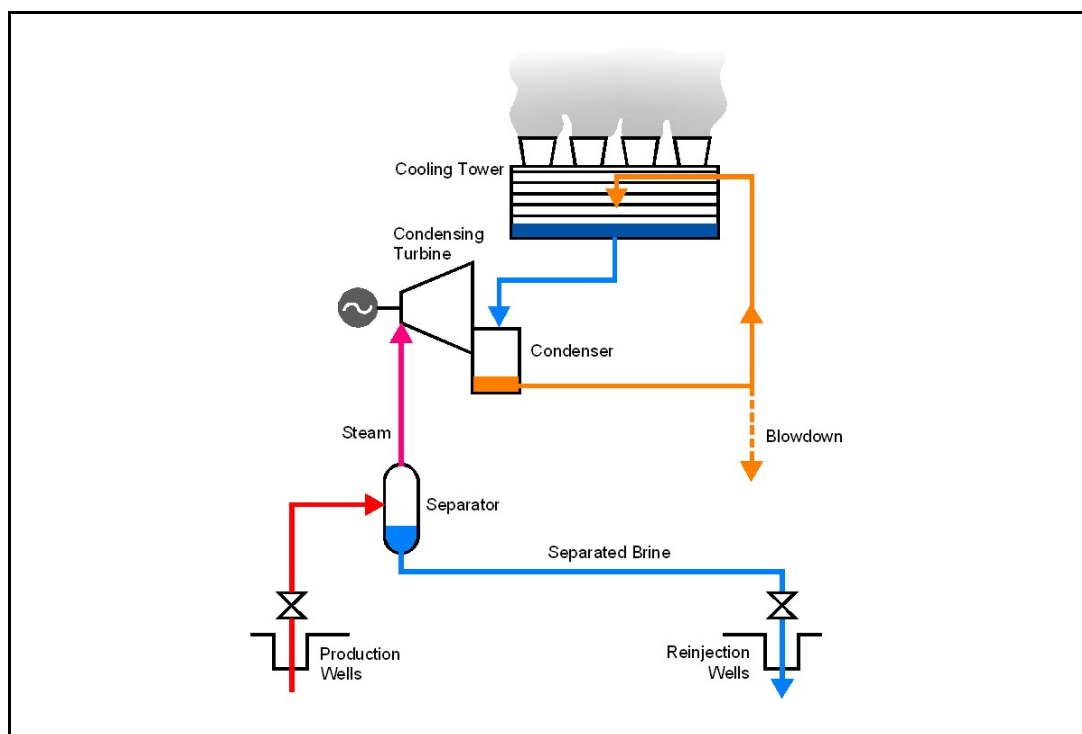 Cooling Tower
Condensing
Turbine
Condenser
Steam
Blowdown
Separator
Separated Brine
Production
Wells
Reinjection
Wells